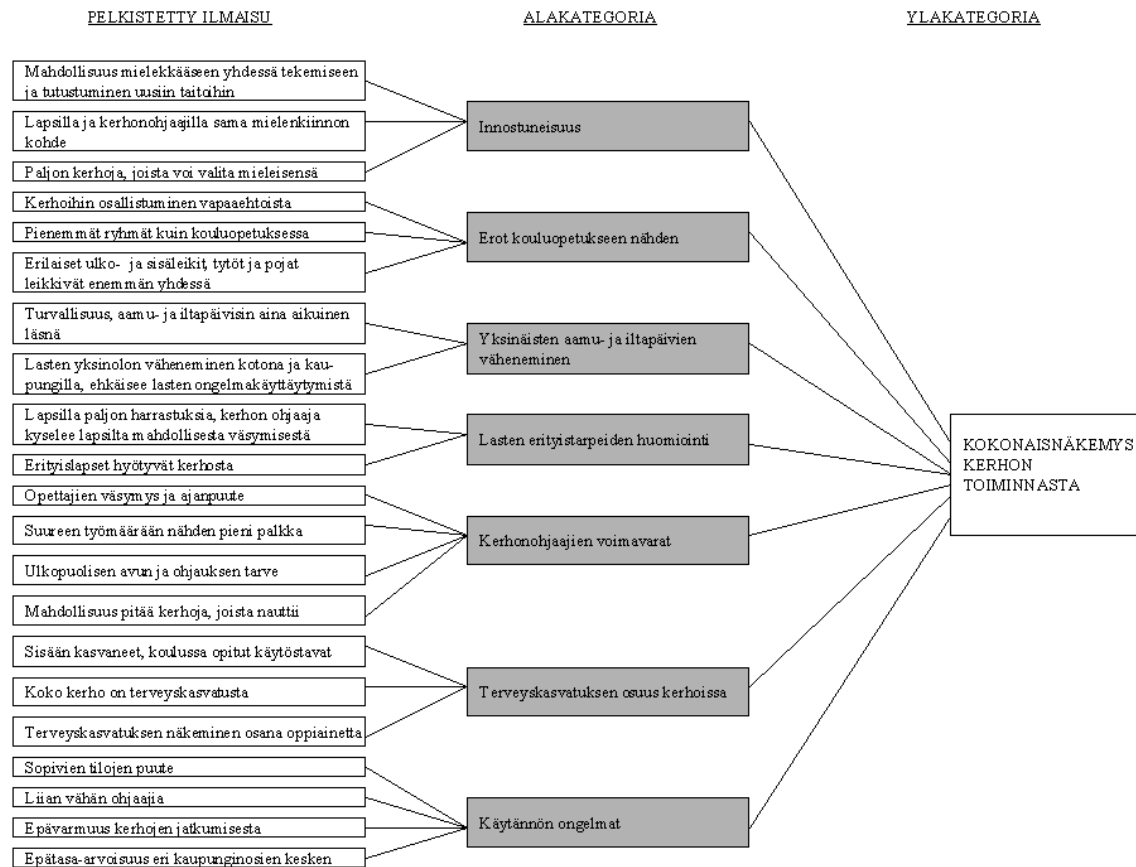 PELKISTETTY ILMAISU
ALAKATEGORIA
YLAKATEGORIA
Mahdollisuus mielekkääseen yhdessä tekemiseen
ja tutustuminen uusiin taitoihin
Lapsilla ja kerhonohjaajilla sama mielenkiinnon
kohde
Paljon kerhoja, joista voi valita mieleisensä
Kerhoihin osallistuminen vapaaehtoista
Pienemmät ryhmät kuin kouluopetuksessa
Erilaiset ulko- ja sisäleikit, tytöt ja pojat
leikkivät enemmän yhdessä
Turvallisuus, aamu- ja iltapäivisin aina aikuinen
läsnä
Lasten yksinolon väheneminen kotona ja kau-
pungilla, ehkäisee lasten ongelmakäyttäytymistä
Lapsilla paljon harrastuksia, kerhon ohjaaja
kyselee lapsilta mahdollisesta väsymisestä
Erityislapset hyötyvät kerhosta
Opettajien väsymys ja ajanpuute
Suureen työmäärään nähden pieni palkka
Ulkopuolisen avun ja ohjauksen tarve
Mahdollisuus pitää kerhoja, joista nauttii
Sisään kasvaneet, koulussa opitut käytöstavat
Koko kerho on terveyskasvatusta
Terveyskasvatuksen näkeminen osana oppiainetta
Sopivien tilojen puute
Liian vähän ohjaajia
Epävarmuus kerhojen jatkumisesta
Epätasa-arvoisuus eri kaupunginosien kesken
Innostuneisuus
Erot kouluopetukseen nähden
Yksinäisten aamu- ja iltapäivien
väheneminen
Lasten erityistarpeiden huomiointi
Kerhonohjaajien voimavarat
Terveyskasvatuksen osuus kerhoissa
Käytännön ongelmat
KOKONAISNÄKEMYS
KERHON
TOIMINNASTA